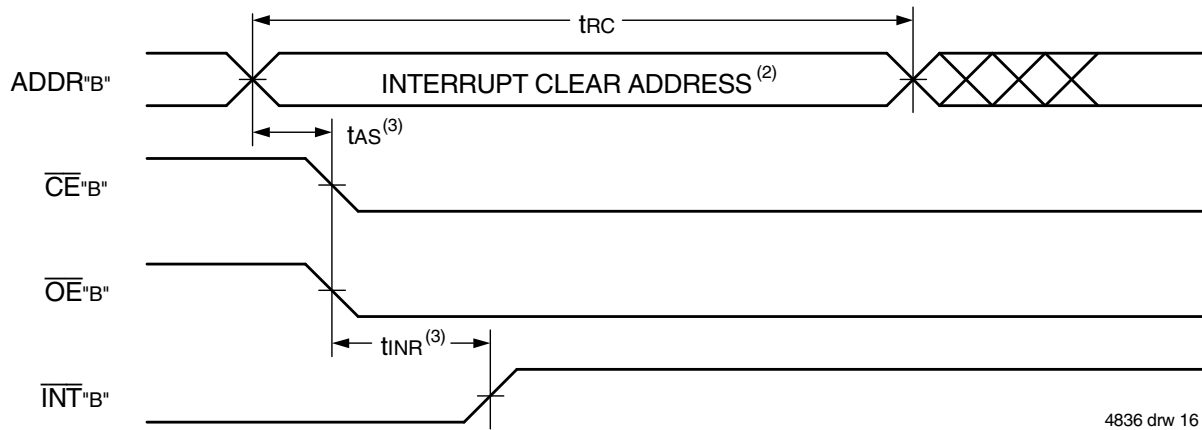 tRC
ADDR"B"
INTERRUPT CLEAR ADDRESS(2)
tAS(3)
CE"B"
OE"B"
tINR(3)
INT"B"
4836 drw 16